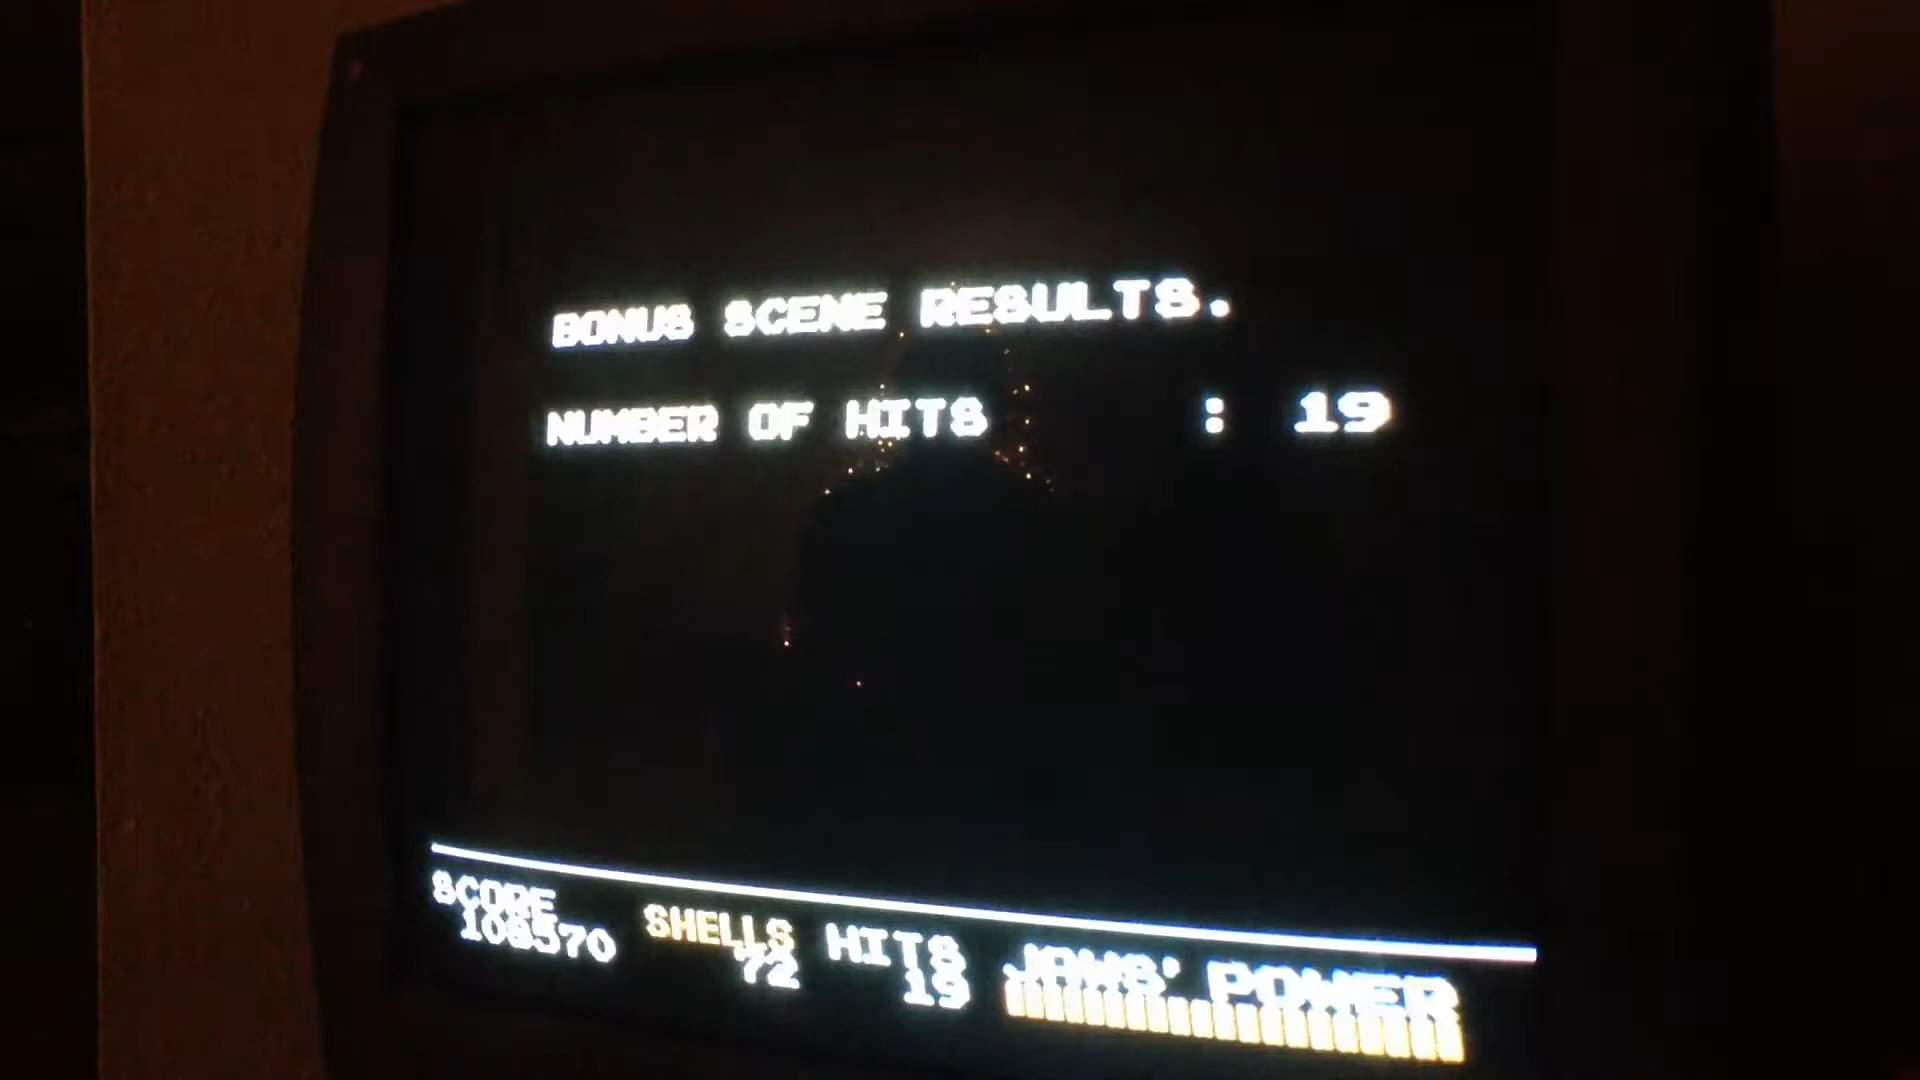 BONUS SCENE RESULTS.
NUMBER OF HITS : 19
SCORE SHELLS HITS JAWS' POWER
108570 72 19